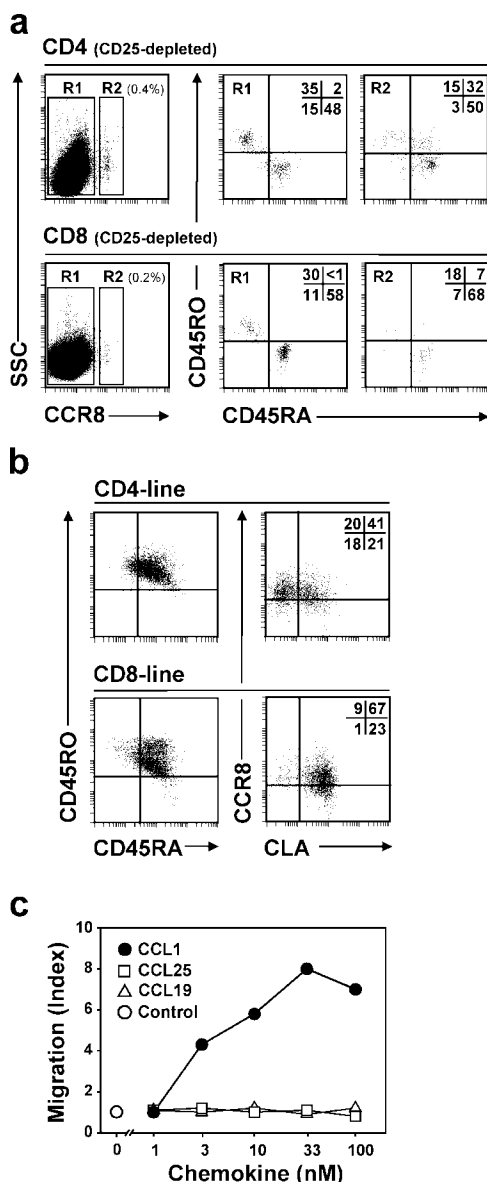 a
CD4 (CD25-depleted)
R1 R2 (0.4%)
R1 35 2
15 48
R2 15 32
3 50
CD8 (CD25-depleted)
R1 R2 (0.2%)
R1 30 <1
11 58
R2 18 7
7 68
SSC
CD45RO
CCR8
CD45RA
b
CD4-line
20 41
18 21
CD8-line
9 67
1 23
CD45RO
CCR8
CD45RA
CLA
c
10
8
6
4
2
0
Migration (Index)
CCL1
CCL25
CCL19
Control
0 1 3 10 33 100
Chemokine (nM)